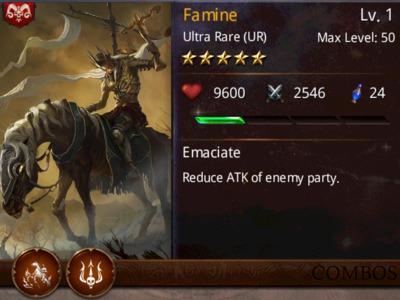 Famine Lv. 1
Ultra Rare (UR) Max Level: 50
9600 2546 24
Emaciate
Reduce ATK of enemy party.
COMBOS